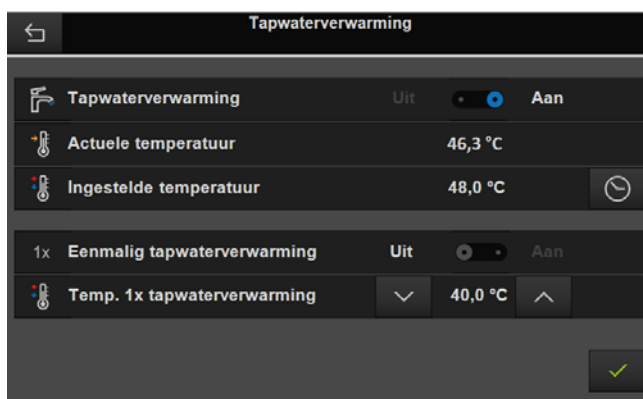 Tapwaterverwarming
Tapwaterverwarming Uit Aan
Actuele temperatuur 46,3 °C
Ingestelde temperatuur 48,0 °C
1x Eenmalig tapwaterverwarming Uit Aan
Temp. 1x tapwaterverwarming 40,0 °C